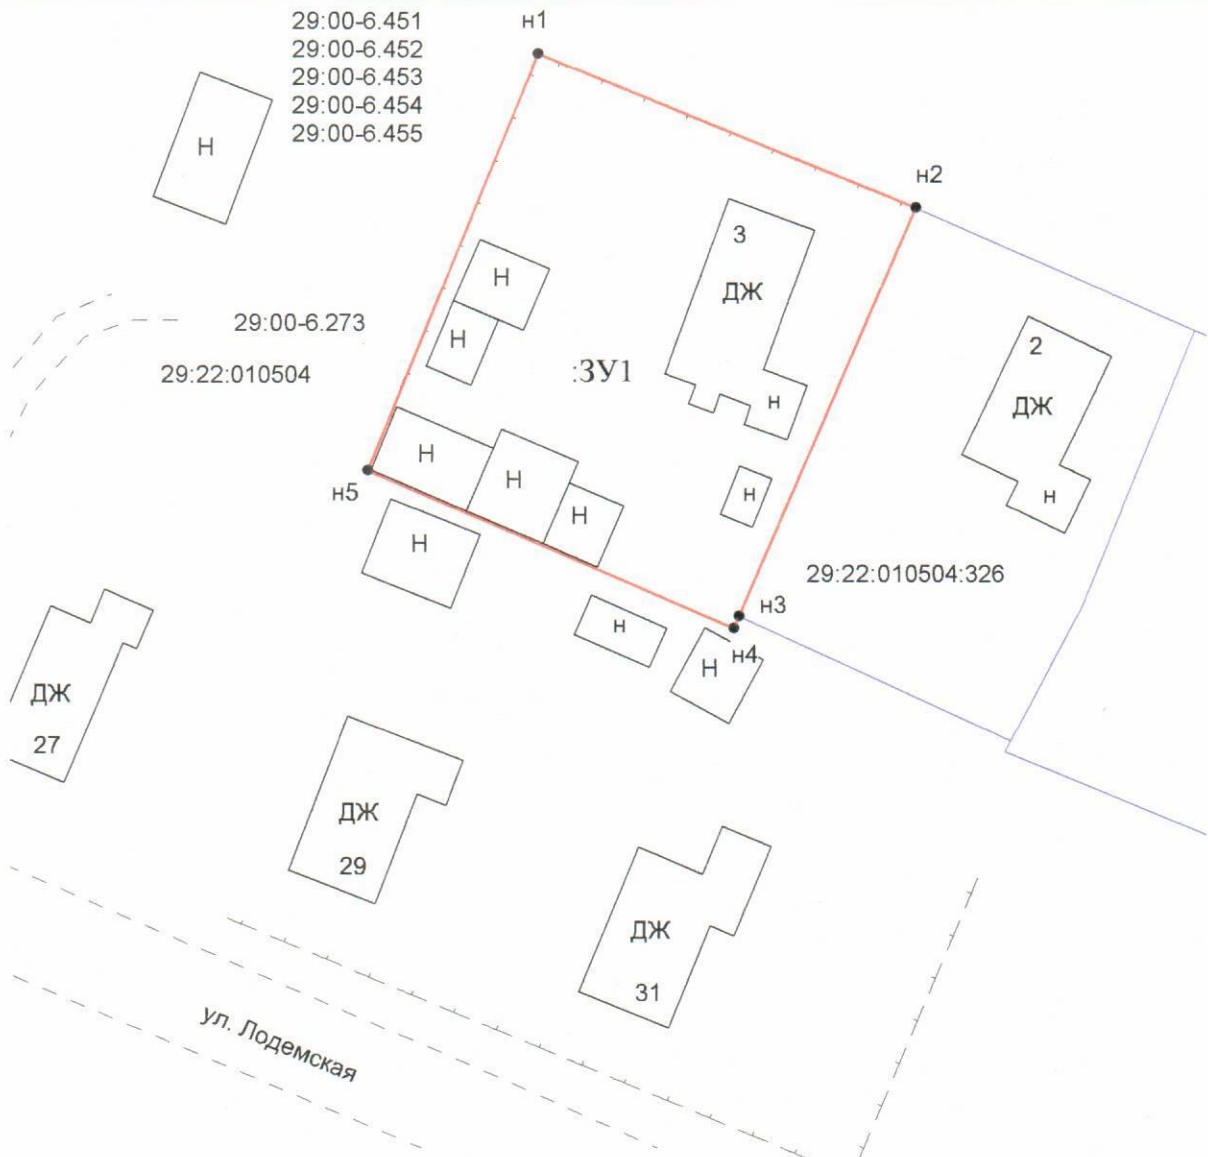 29:00-6.451
н1
29:00-6.452
29:00-6.453
29:00-6.454
29:00-6.455
Н
н2
3
ДЖ
Н
29:00-6.273
Н
2
ДЖ
29:22:010504
:ЗУ1
н
Н
Н
н5
н
н
Н
Н
29:22:010504:326
н3
н
н4
Н
ДЖ
27
ДЖ
29
ДЖ
31
ул. Лодемская